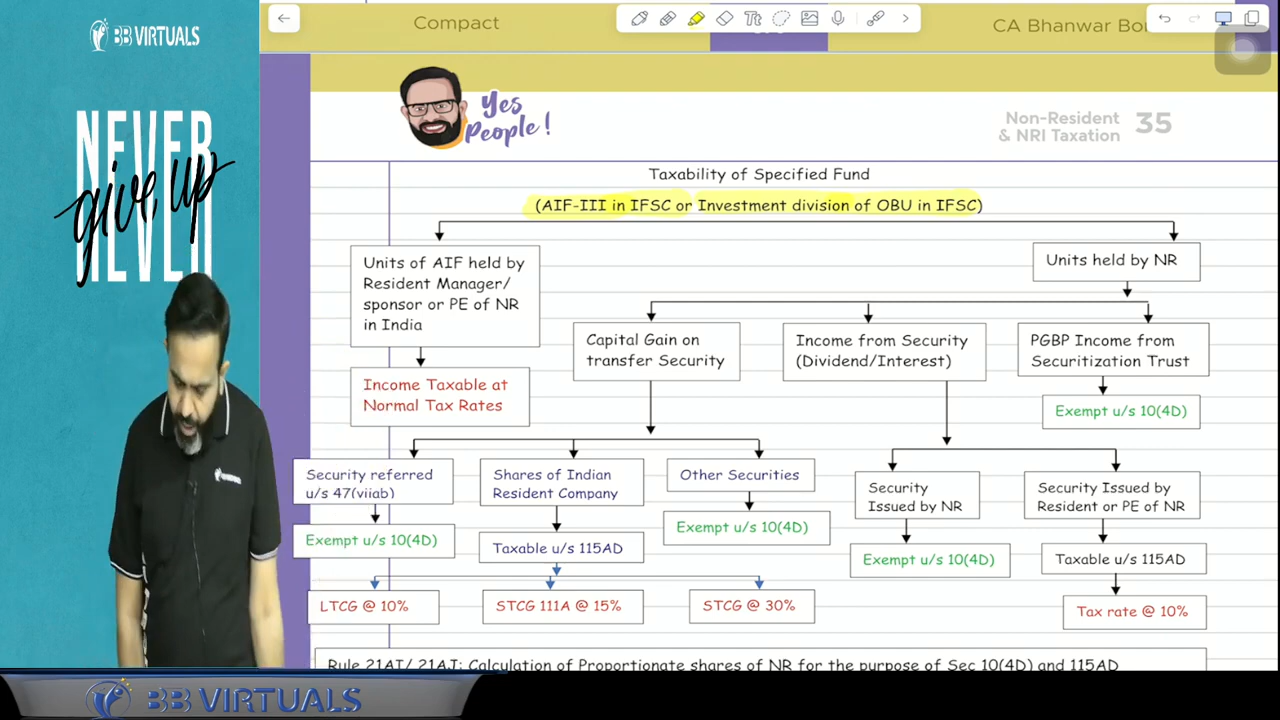 BB VIRTUALS
NEVER
give up
NEVER
Compact
CA Bhanwar
Yes
People!
Non-Resident
& NRI Taxation
35
Taxability of Specified Fund
(AIF-III in IFSC or Investment division of OBU in IFSC)
Units of AIF held by
Resident Manager/
sponsor or PE of NR
in India
Income Taxable at
Normal Tax Rates
Units held by NR
Capital Gain on
transfer Security
Income from Security
(Dividend/Interest)
PGBP Income from
Securitization Trust
Exempt u/s 10(4D)
Security referred
u/s 47(viiab)
Exempt u/s 10(4D)
Shares of Indian
Resident Company
Taxable u/s 115AD
Other Securities
Exempt u/s 10(4D)
LTCG @ 10%
STCG 111A @ 15%
STCG @ 30%
Security
Issued by NR
Exempt u/s 10(4D)
Security Issued by
Resident or PE of NR
Taxable u/s 115AD
Tax rate @ 10%
Rule 21AI/ 21AJ: Calculation of Proportionate shares of NR for the purpose of Sec 10(4D) and 115AD
BB VIRTUALS